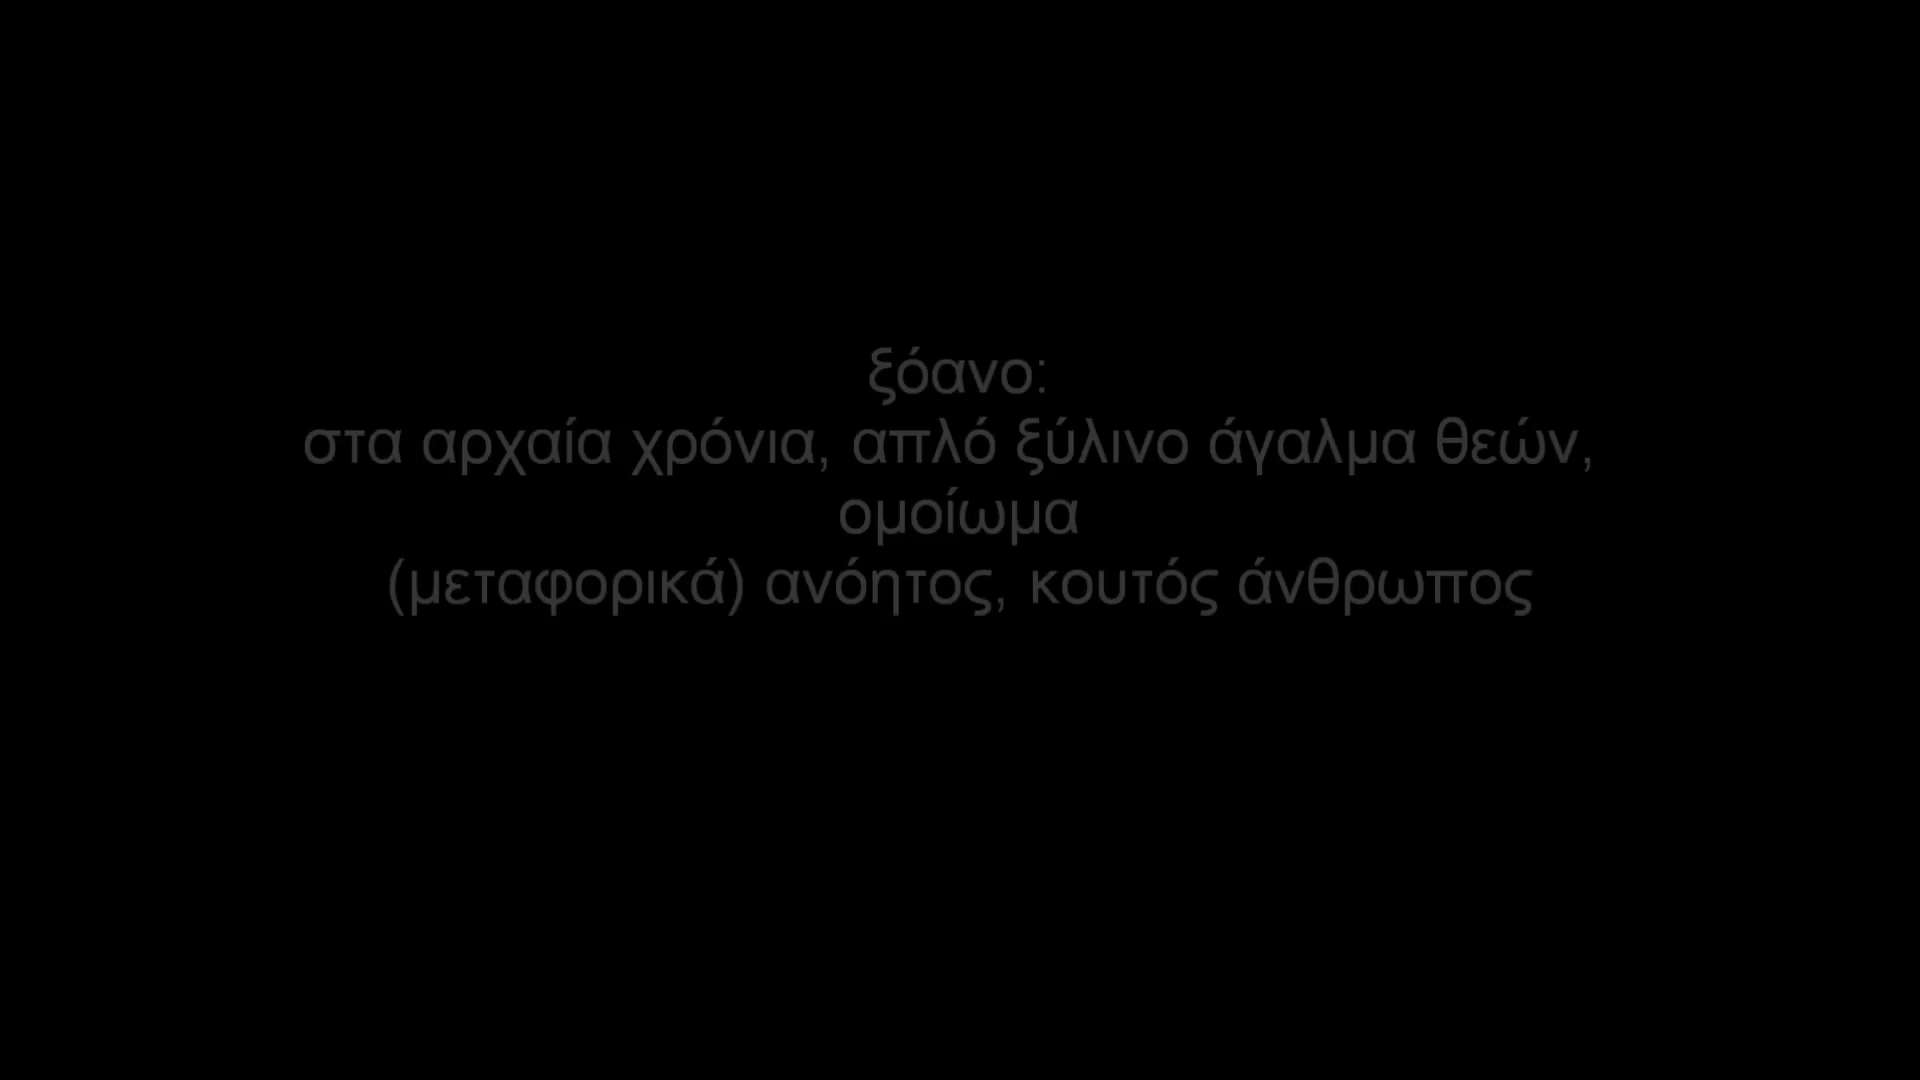 ξόανο:
στα αρχαία χρόνια, απλό ξύλινο άγαλμα θεών,
ομοίωμα
(μεταφορικά) ανόητος, κουτός άνθρωπος